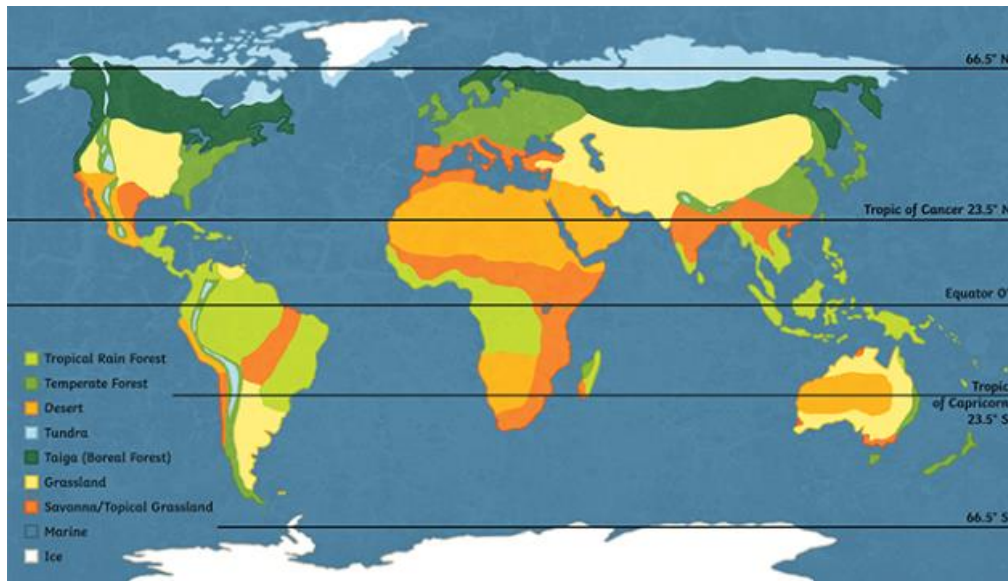 66.5° N
Tropic of Cancer 23.5° N
Equator 0°
Tropical Rain Forest
Temperate Forest
Desert
Tundra
Taiga (Boreal Forest)
Grassland
Savanna/Topical Grassland
Marine
Ice
Tropic
of Capricorn
23.5° S
66.5° S